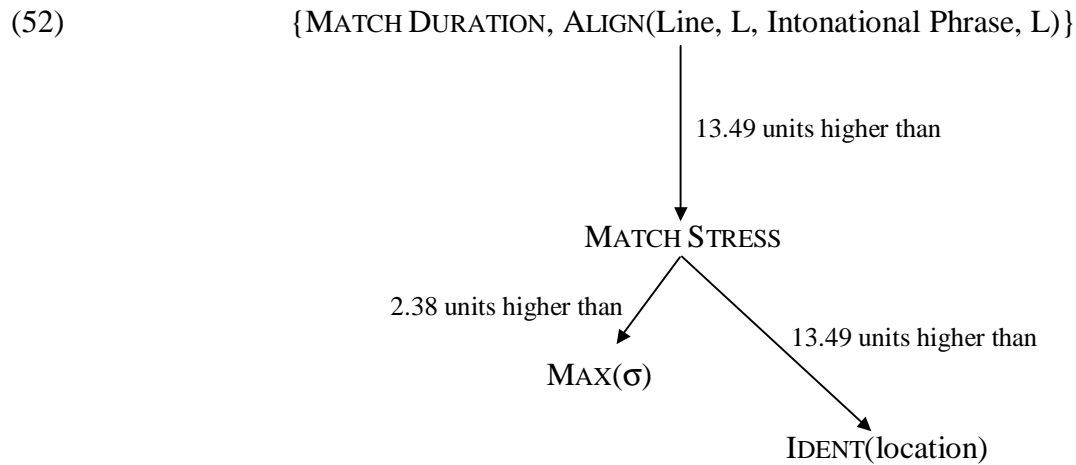 (52) {MATCH DURATION, ALIGN(Line, L, Intonational Phrase, L)}
13.49 units higher than
MATCH STRESS
2.38 units higher than
13.49 units higher than
MAX(σ)
IDENT(location)